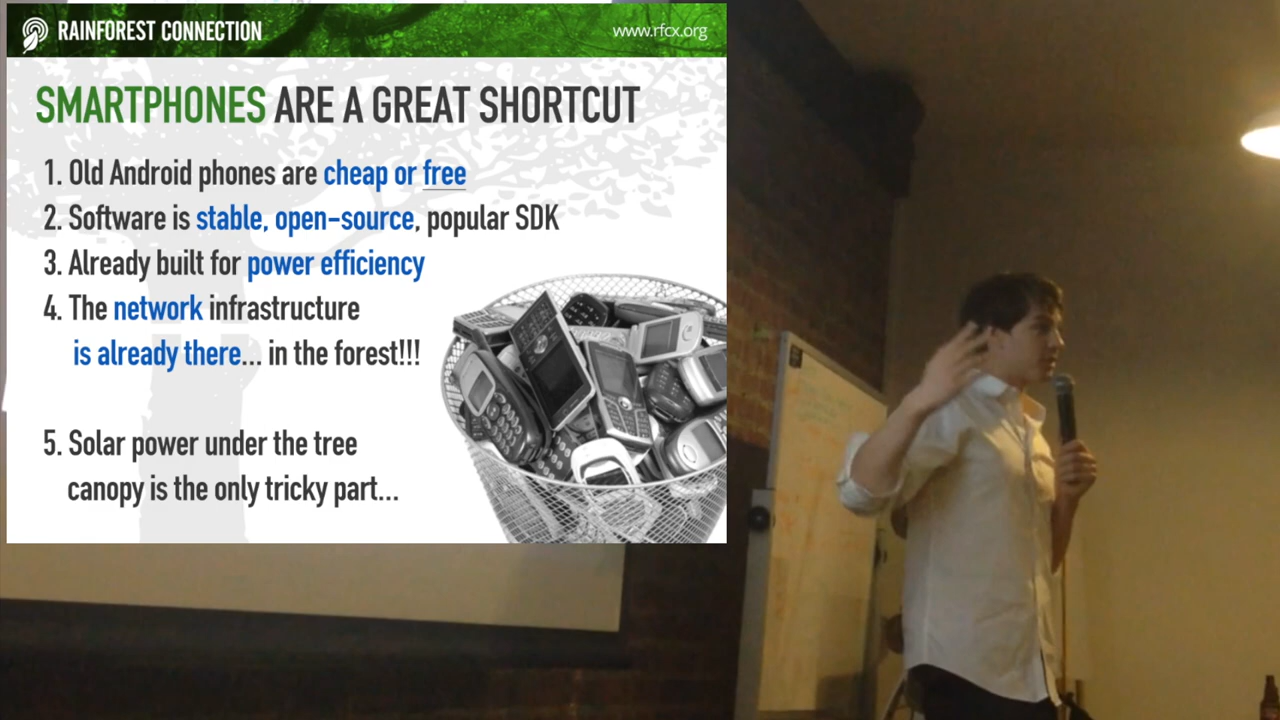 RAINFOREST CONNECTION
www.rfcx.org
SMARTPHONES ARE A GREAT SHORTCUT
1. Old Android phones are cheap or free
2. Software is stable, open-source, popular SDK
3. Already built for power efficiency
4. The network infrastructure
is already there... in the forest!!!
5. Solar power under the tree
canopy is the only tricky part...